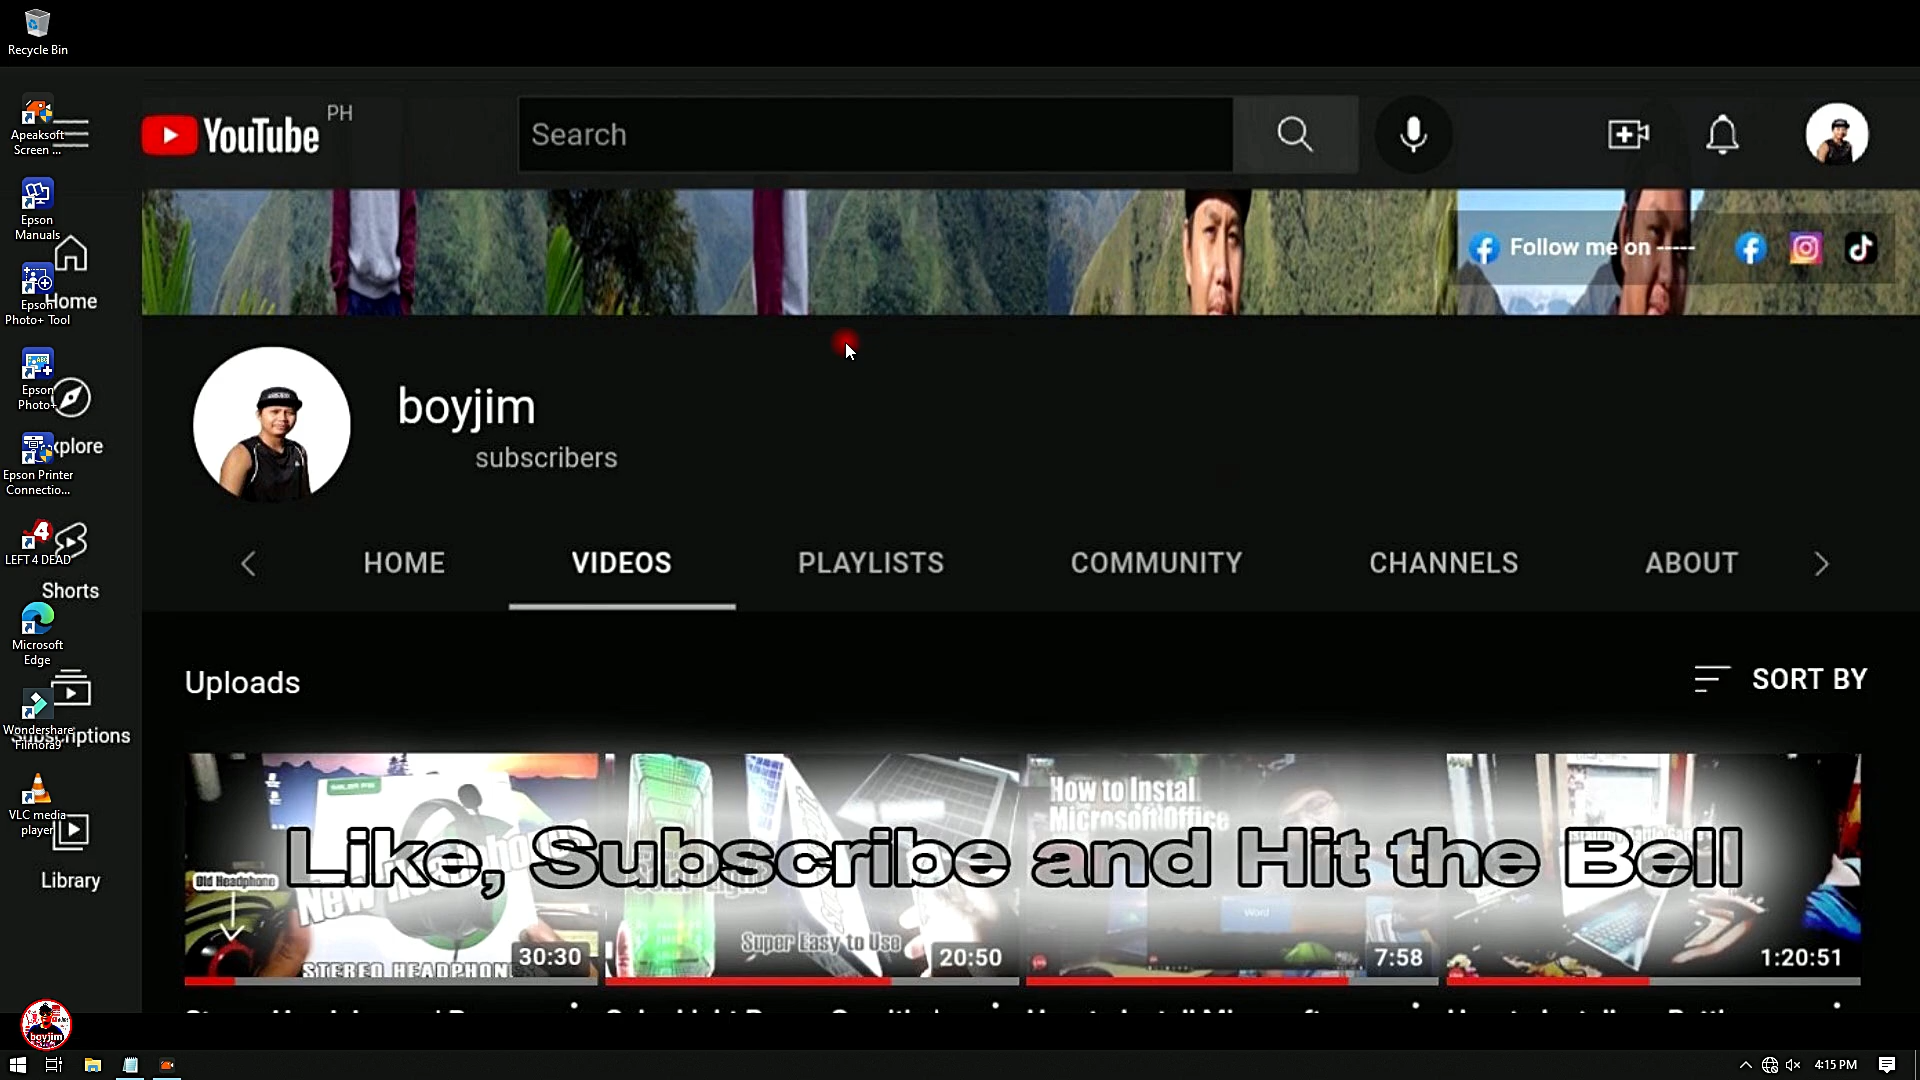 Recycle Bin
Apeaksoft
Screen ...
Epson
Manuals
Epson
Photo+ Tool
Epson
Photo+
Epson Printer
Connectio...
LEFT 4 DEAD
Microsoft
Edge
Wondershare
Filmora9
VLC media
player
YouTube PH
Search
Home
Explore
Shorts
Subscriptions
Library
Follow me on -----
boyjim
subscribers
HOME VIDEOS PLAYLISTS COMMUNITY CHANNELS ABOUT
Uploads
SORT BY
How to Instal
Microsoft Office
Like, Subscribe and Hit the Bell
Old Headphone
New
Word
Super Easy to Use
STEREO HEADPHON
30:30
20:50
7:58
1:20:51
boyjim
4:15 PM